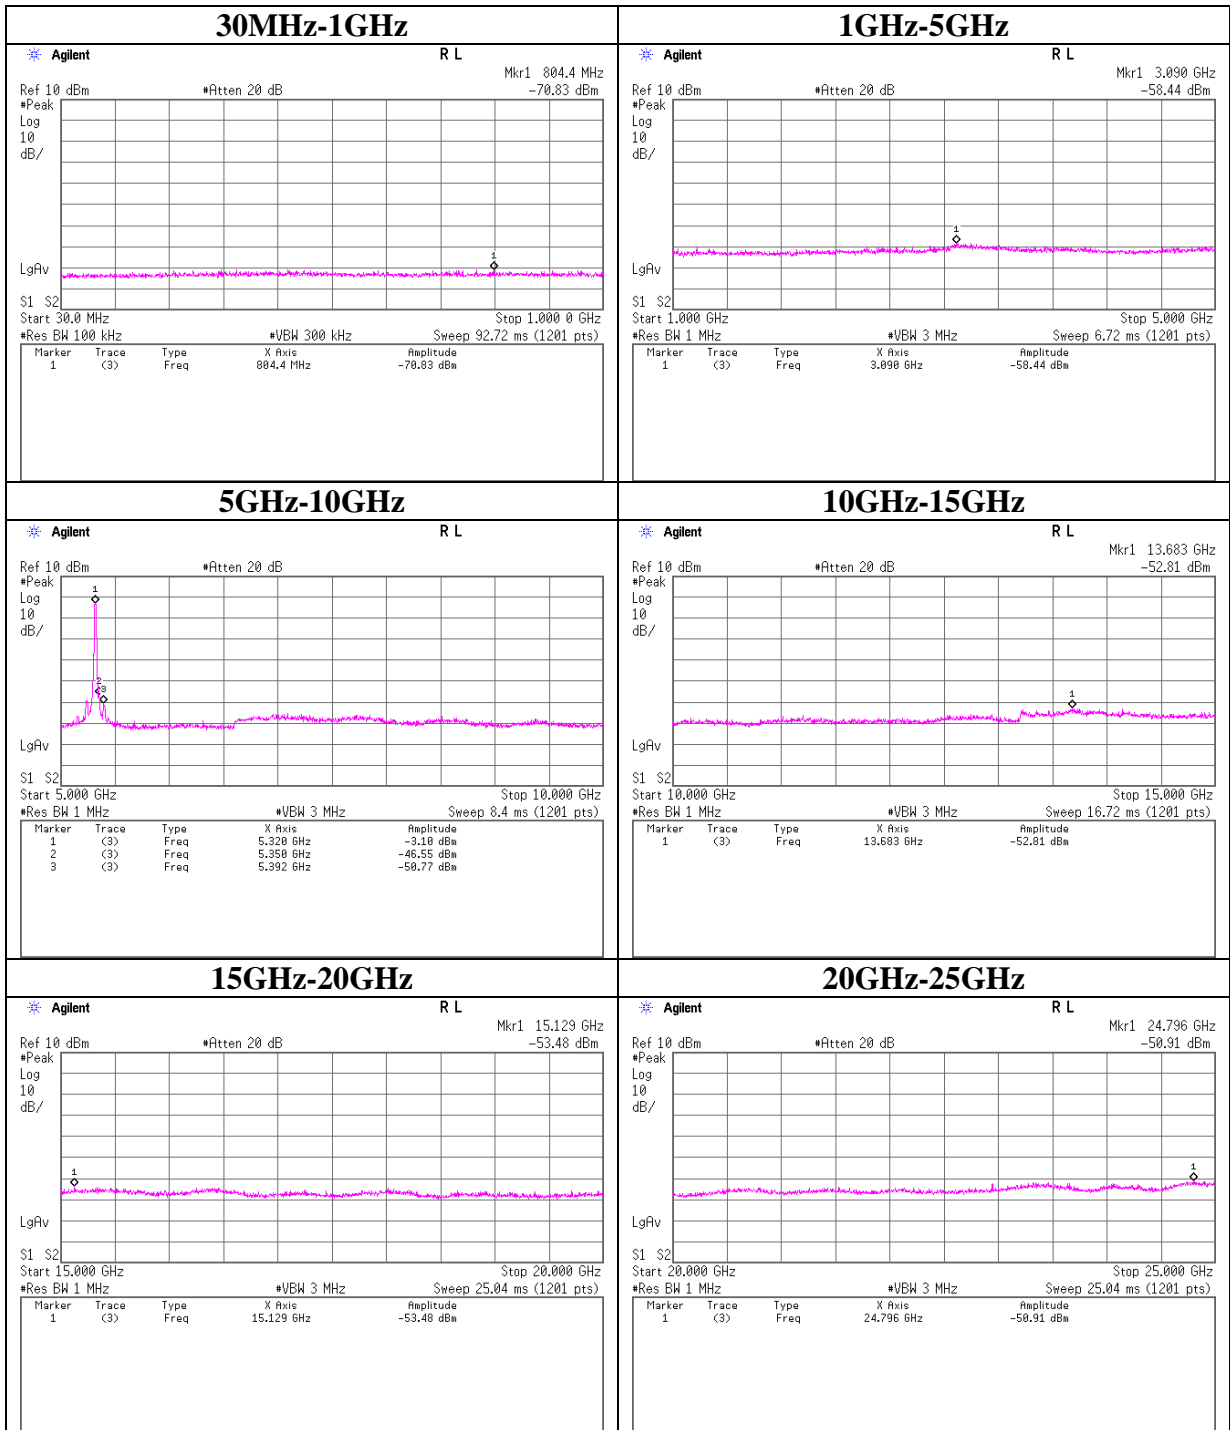 30MHz-1GHz
Agilent R L
Mkr1 804.4 MHz
Ref 10 dBm #Atten 20 dB -70.83 dBm
#Peak
Log
10
dB/
1
LgAv
S1 S2
Start 30.0 MHz Stop 1.000 0 GHz
#Res BW 100 kHz #VBW 300 kHz Sweep 92.72 ms (1201 pts)
Marker Trace Type X Axis Amplitude
1 (3) Freq 804.4 MHz -70.83 dBm
1GHz-5GHz
Agilent R L
Mkr1 3.090 GHz
Ref 10 dBm #Atten 20 dB -58.44 dBm
#Peak
Log
10
dB/
1
LgAv
S1 S2
Start 1.000 GHz Stop 5.000 GHz
#Res BW 1 MHz #VBW 3 MHz Sweep 6.72 ms (1201 pts)
Marker Trace Type X Axis Amplitude
1 (3) Freq 3.090 GHz -58.44 dBm
5GHz-10GHz
Agilent R L
Ref 10 dBm #Atten 20 dB
#Peak
Log
10
dB/
1
2
3
LgAv
S1 S2
Start 5.000 GHz Stop 10.000 GHz
#Res BW 1 MHz #VBW 3 MHz Sweep 8.4 ms (1201 pts)
Marker Trace Type X Axis Amplitude
1 (3) Freq 5.320 GHz -3.10 dBm
2 (3) Freq 5.350 GHz -46.55 dBm
3 (3) Freq 5.392 GHz -50.77 dBm
10GHz-15GHz
Agilent R L
Mkr1 13.683 GHz
Ref 10 dBm #Atten 20 dB -52.81 dBm
#Peak
Log
10
dB/
1
LgAv
S1 S2
Start 10.000 GHz Stop 15.000 GHz
#Res BW 1 MHz #VBW 3 MHz Sweep 16.72 ms (1201 pts)
Marker Trace Type X Axis Amplitude
1 (3) Freq 13.683 GHz -52.81 dBm
15GHz-20GHz
Agilent R L
Mkr1 15.129 GHz
Ref 10 dBm #Atten 20 dB -53.48 dBm
#Peak
Log
10
dB/
1
LgAv
S1 S2
Start 15.000 GHz Stop 20.000 GHz
#Res BW 1 MHz #VBW 3 MHz Sweep 25.04 ms (1201 pts)
Marker Trace Type X Axis Amplitude
1 (3) Freq 15.129 GHz -53.48 dBm
20GHz-25GHz
Agilent R L
Mkr1 24.796 GHz
Ref 10 dBm #Atten 20 dB -50.91 dBm
#Peak
Log
10
dB/
1
LgAv
S1 S2
Start 20.000 GHz Stop 25.000 GHz
#Res BW 1 MHz #VBW 3 MHz Sweep 25.04 ms (1201 pts)
Marker Trace Type X Axis Amplitude
1 (3) Freq 24.796 GHz -50.91 dBm